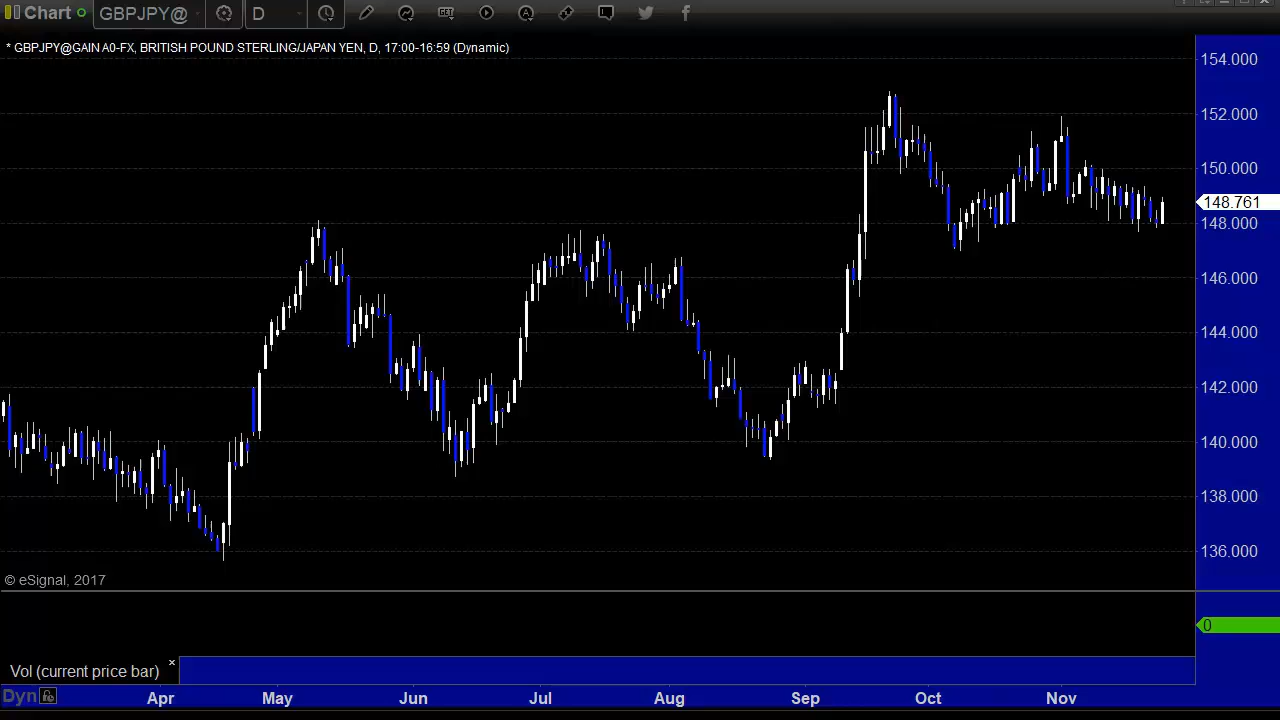 Chart GBPJPY@ D GET A
* GBPJPY@GAIN A0-FX, BRITISH POUND STERLING/JAPAN YEN, D, 17:00-16:59 (Dynamic)
154.000
152.000
150.000
148.761
148.000
146.000
144.000
142.000
140.000
138.000
136.000
© eSignal, 2017
0
Vol (current price bar) ×
Dyn Apr May Jun Jul Aug Sep Oct Nov